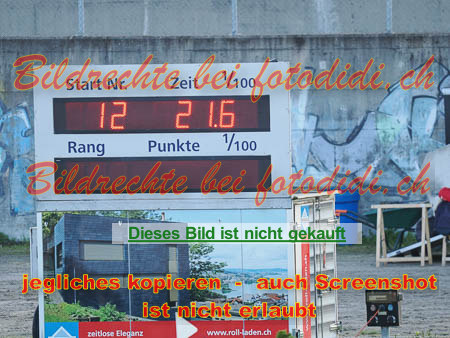 Bildrechte bei fotodidi.ch
Start Nr. Zeit 1/100
12 21.6
Rang Punkte 1/100
Bildrechte bei fotodidi.ch
Dieses Bild ist nicht gekauft
jegliches kopieren - auch Screenshot
ist nicht erlaubt
zeitlose Eleganz www.roll-laden.ch